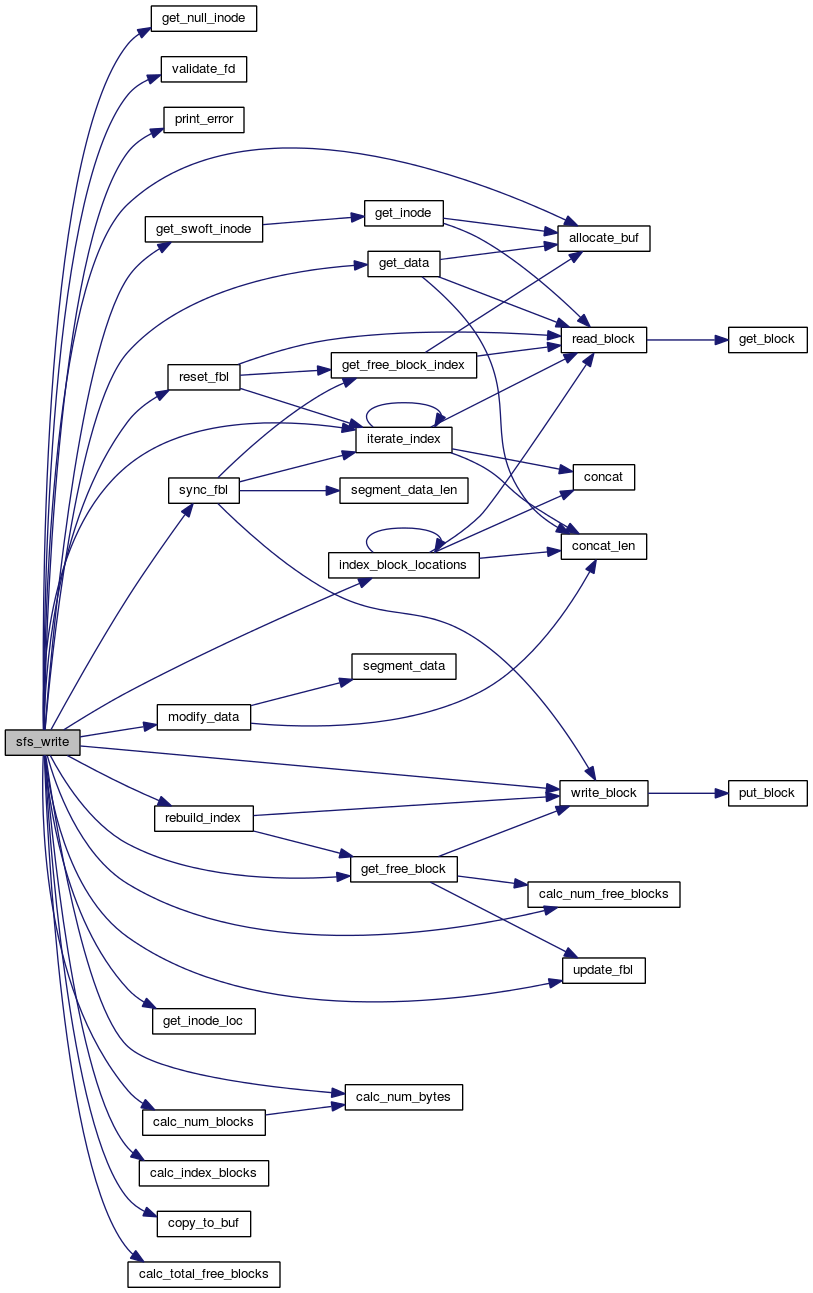 get_null_inode
validate_fd
print_error
get_inode
get_swoft_inode
allocate_buf
get_data
read_block
get_block
get_free_block_index
reset_fbl
iterate_index
concat
sync_fbl
segment_data_len
concat_len
index_block_locations
segment_data
modify_data
sfs_write
write_block
put_block
rebuild_index
get_free_block
calc_num_free_blocks
update_fbl
get_inode_loc
calc_num_bytes
calc_num_blocks
calc_index_blocks
copy_to_buf
calc_total_free_blocks